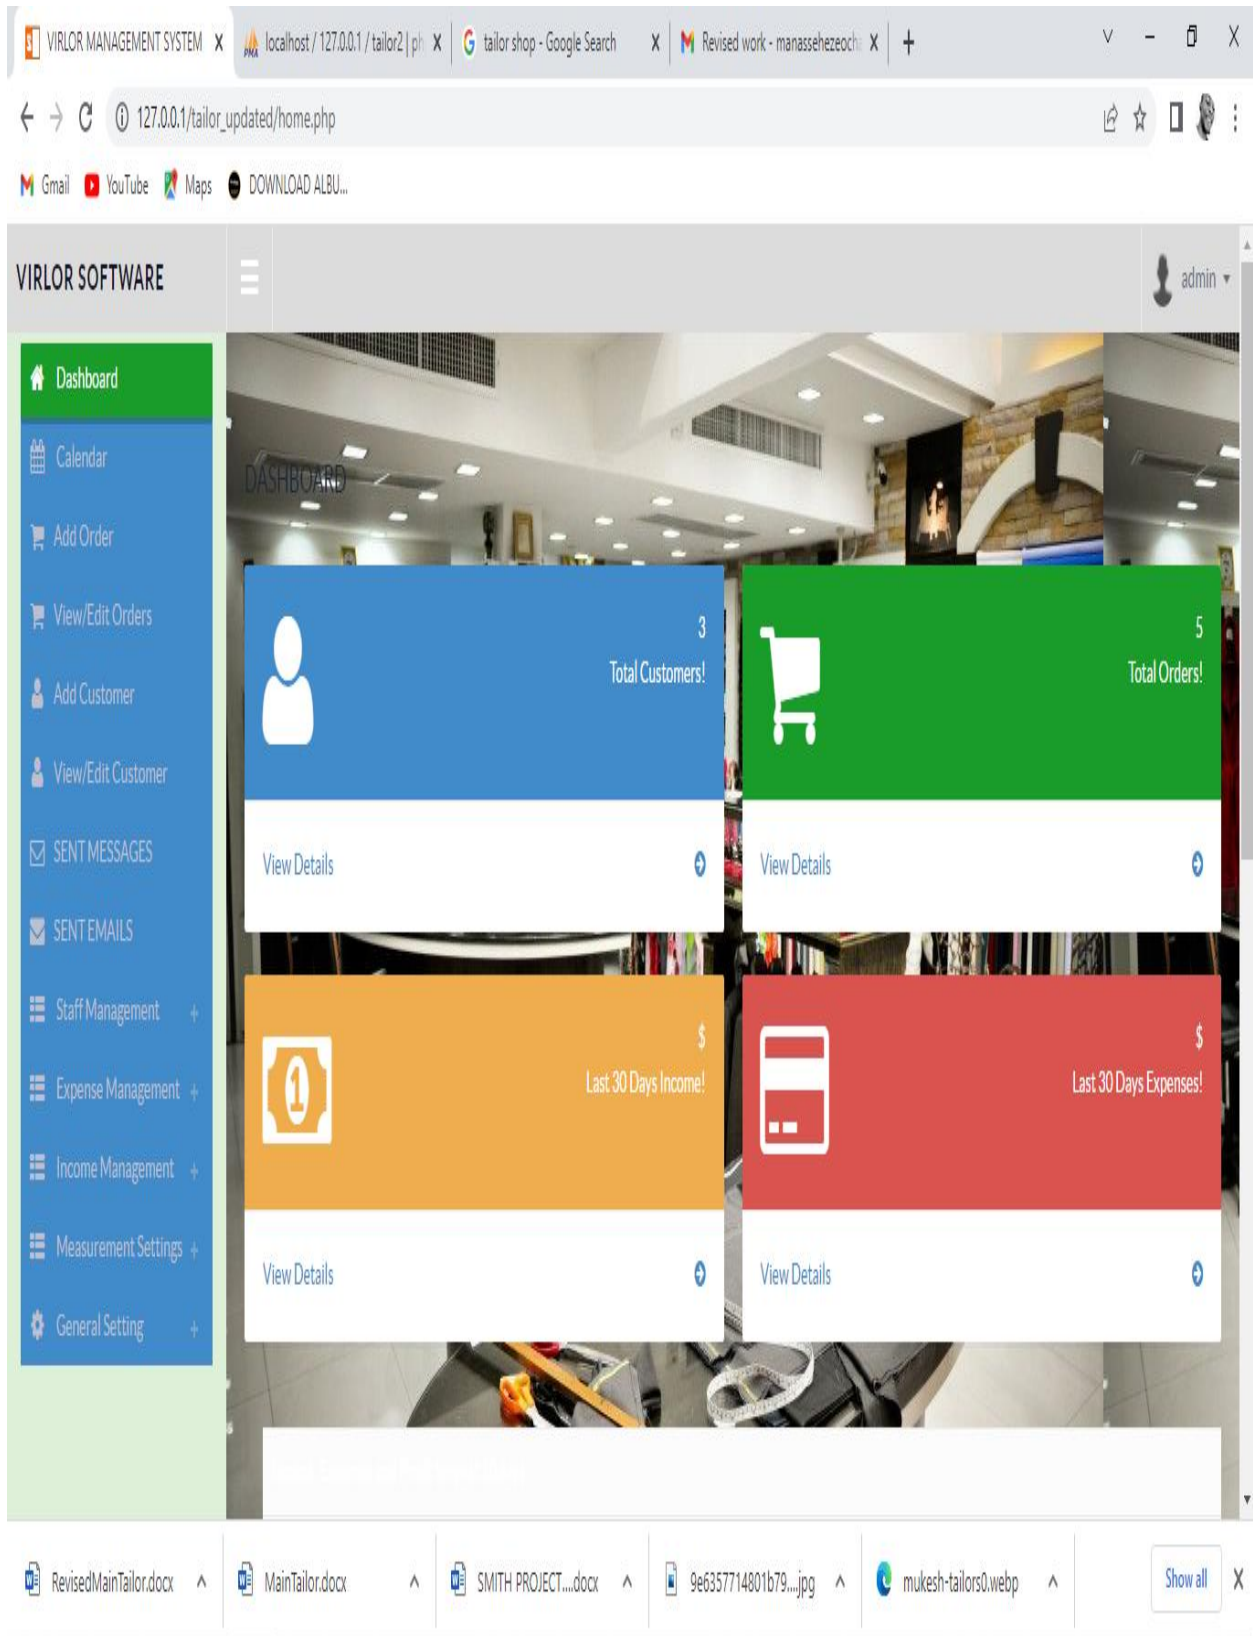 VIRLOR MANAGEMENT SYSTEM
localhost / 127.0.0.1 / tailor2 | ph
tailor shop - Google Search
Revised work - manassehezeocha
127.0.0.1/tailor_updated/home.php
Gmail
YouTube
Maps
DOWNLOAD ALBU...
VIRLOR SOFTWARE
admin
Dashboard
Calendar
Add Order
View/Edit Orders
Add Customer
View/Edit Customer
SENT MESSAGES
SENT EMAILS
Staff Management +
Expense Management +
Income Management +
Measurement Settings +
General Setting +
DASHBOARD
3
Total Customers!
View Details
5
Total Orders!
View Details
$
Last 30 Days Income!
View Details
$
Last 30 Days Expenses!
View Details
RevisedMainTailor.docx
MainTailor.docx
SMITH PROJECT....docx
9e6357714801b79....jpg
mukesh-tailors0.webp
Show all